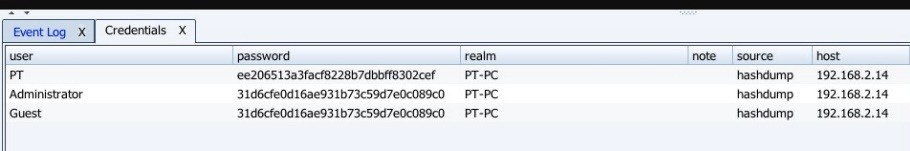 Event Log X Credentials X
user password realm note source host
PT ee206513a3facf8228b7dbbff8302cef PT-PC hashdump 192.168.2.14
Administrator 31d6cfe0d16ae931b73c59d7e0c089c0 PT-PC hashdump 192.168.2.14
Guest 31d6cfe0d16ae931b73c59d7e0c089c0 PT-PC hashdump 192.168.2.14